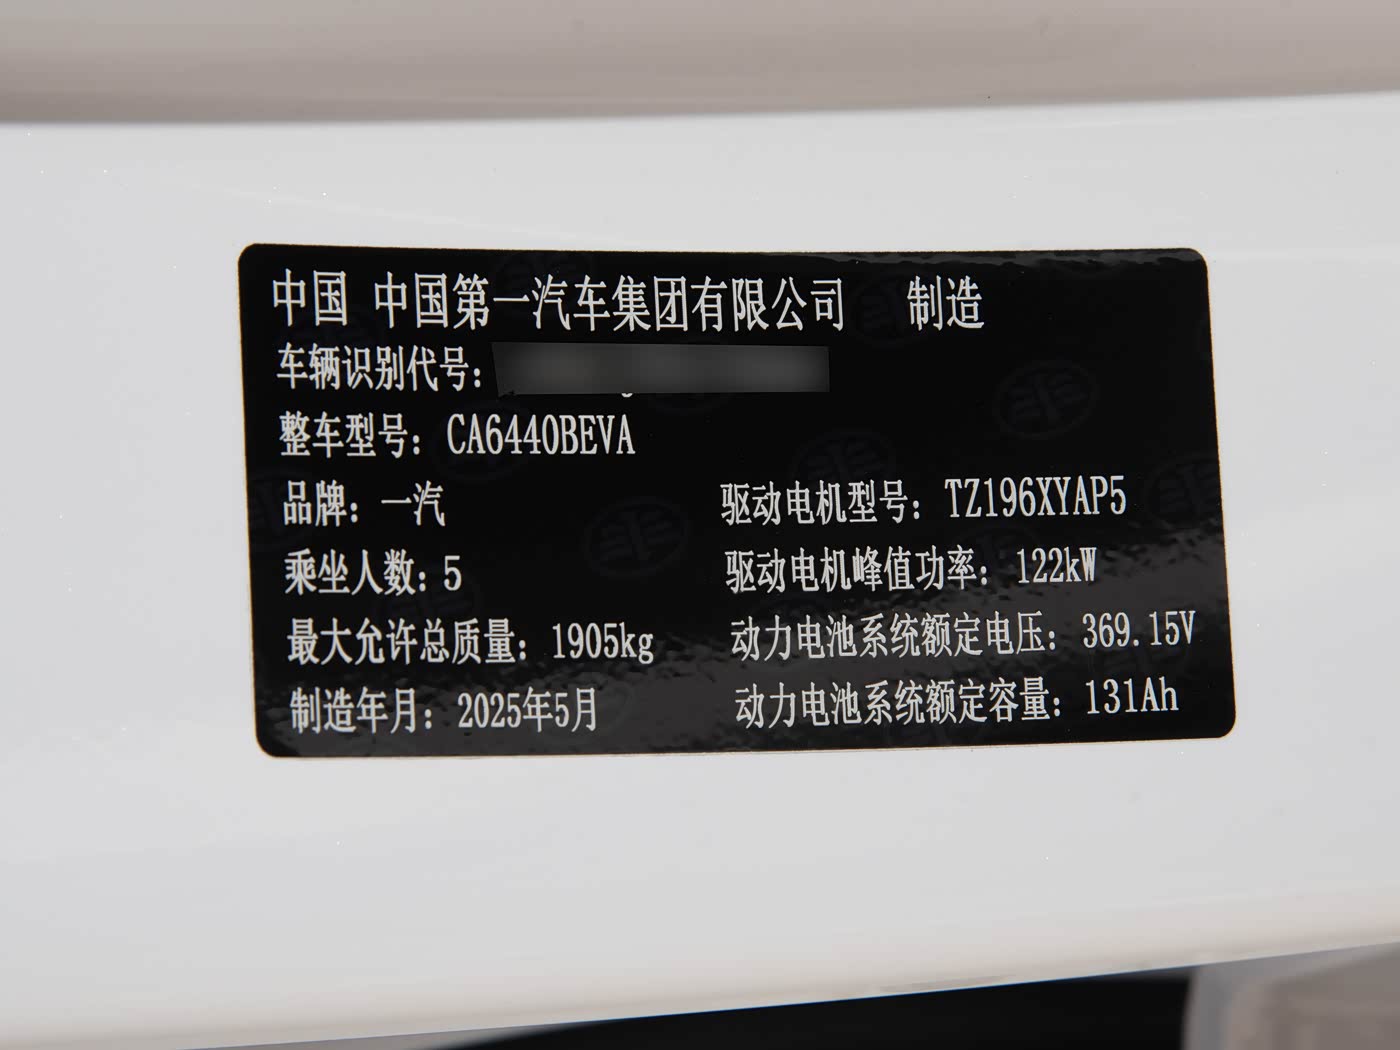 中国 中国第一汽车集团有限公司 制造
车辆识别代号：
整车型号：CA6440BEVA
品牌：一汽 驱动电机型号：TZ196XYAP5
乘坐人数：5 驱动电机峰值功率：122kW
最大允许总质量：1905kg 动力电池系统额定电压：369.15V
制造年月：2025年5月 动力电池系统额定容量：131Ah